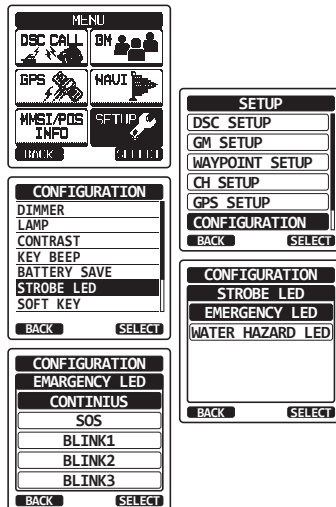 MENU
DSC CALL GM
GPS NAVI
MMSI/POS INFO SETUP
BACK SELECT
SETUP
DSC SETUP
GM SETUP
WAYPOINT SETUP
CH SETUP
GPS SETUP
CONFIGURATION
BACK SELECT
CONFIGURATION
DIMMER
LAMP
CONTRAST
KEY BEEP
BATTERY SAVE
STROBE LED
SOFT KEY
BACK SELECT
CONFIGURATION
STROBE LED
EMERGENCY LED
WATER HAZARD LED
BACK SELECT
CONFIGURATION
EMARGENCY LED
CONTINIUS
SOS
BLINK1
BLINK2
BLINK3
BACK SELECT